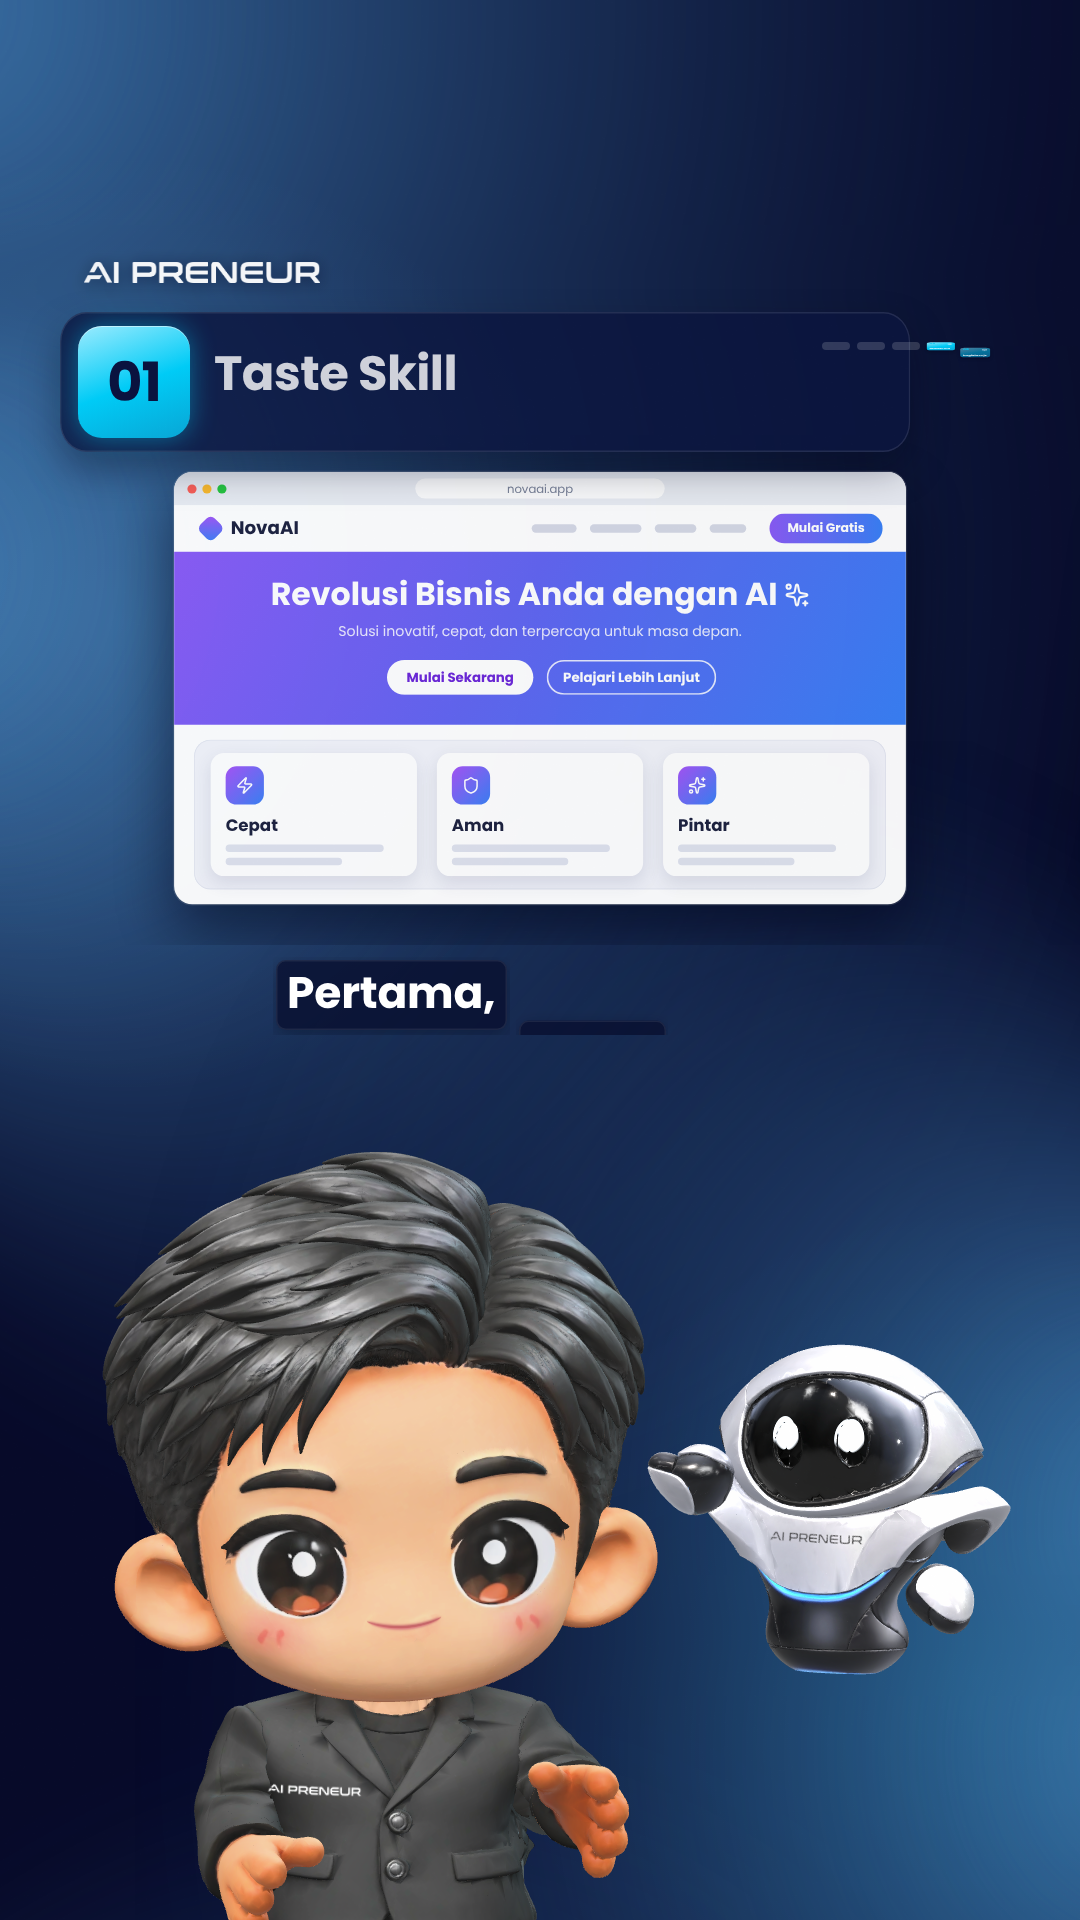 AI PRENEUR
01
Taste Skill
novaai.app
NovaAI
Mulai Gratis
Revolusi Bisnis Anda dengan AI
Solusi inovatif, cepat, dan terpercaya untuk masa depan.
Mulai Sekarang
Pelajari Lebih Lanjut
Cepat
Aman
Pintar
Pertama,
AI PRENEUR
AI PRENEUR